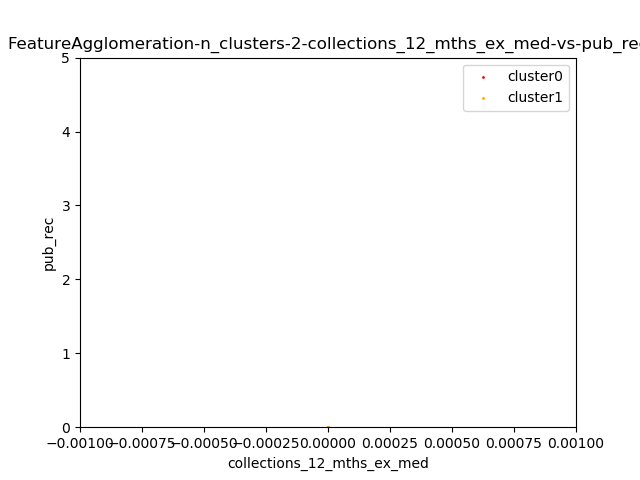 FeatureAgglomeration-n_clusters-2-collections_12_mths_ex_med-vs-pub_rec
cluster0
cluster1
5
4
3
2
1
0
pub_rec
−0.00100 −0.00075 −0.00050 −0.00025 0.00000 0.00025 0.00050 0.00075 0.00100
collections_12_mths_ex_med